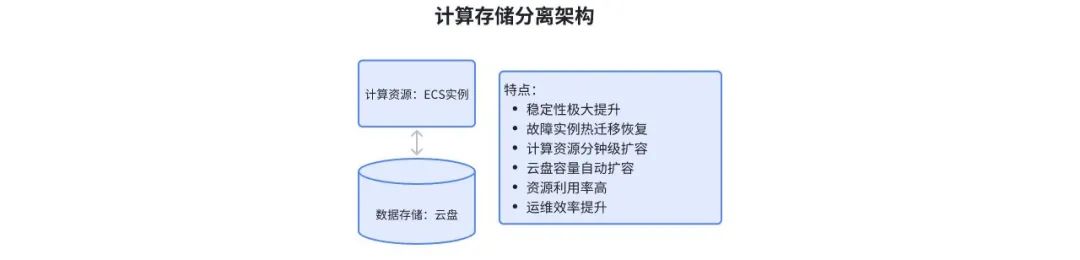 计算存储分离架构
计算资源：ECS实例
数据存储：云盘
特点：
• 稳定性极大提升
• 故障实例热迁移恢复
• 计算资源分钟级扩容
• 云盘容量自动扩容
• 资源利用率高
• 运维效率提升